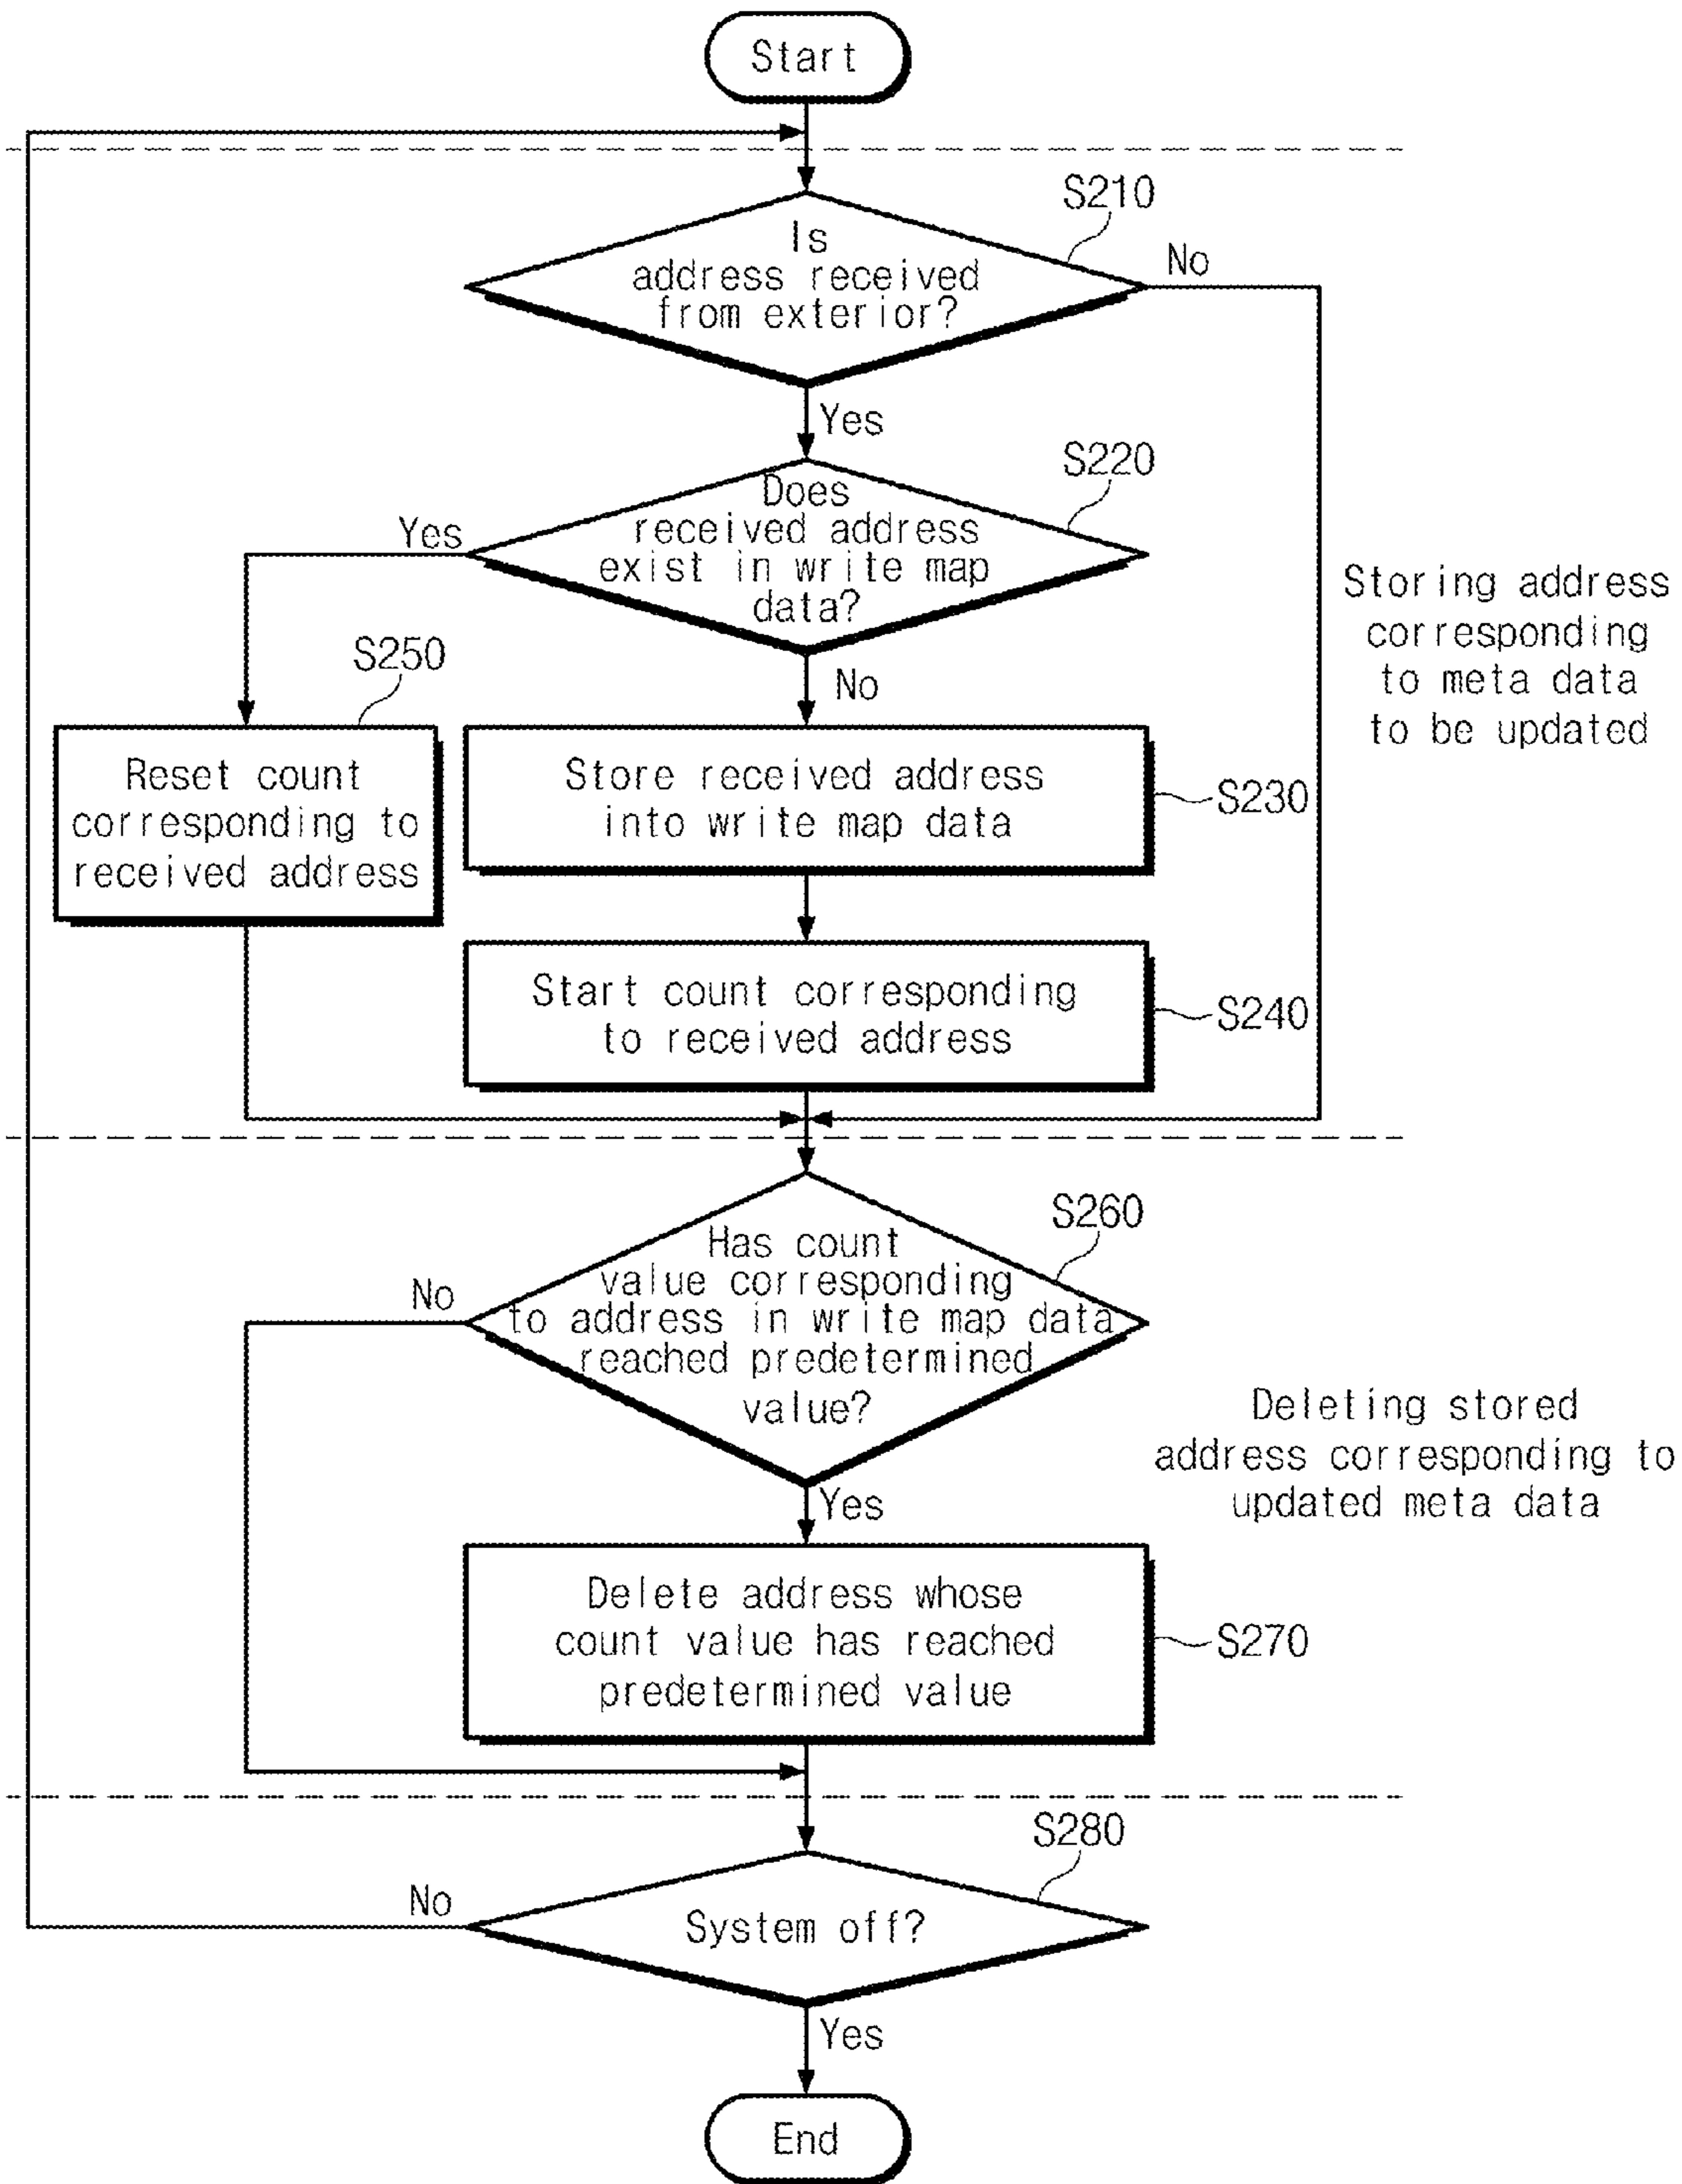 Start
S210
Is
address received
from exterior?
No
Yes
S220
Does
received address
exist in write map
data?
Yes
No
Storing address
corresponding
to meta data
to be updated
S250
Reset count
corresponding to
received address
Store received address
into write map data
S230
Start count corresponding
to received address
S240
S260
Has count
value corresponding
to address in write map data
reached predetermined
value?
No
Yes
Deleting stored
address corresponding to
updated meta data
Delete address whose
count value has reached
predetermined value
S270
S280
System off?
No
Yes
End